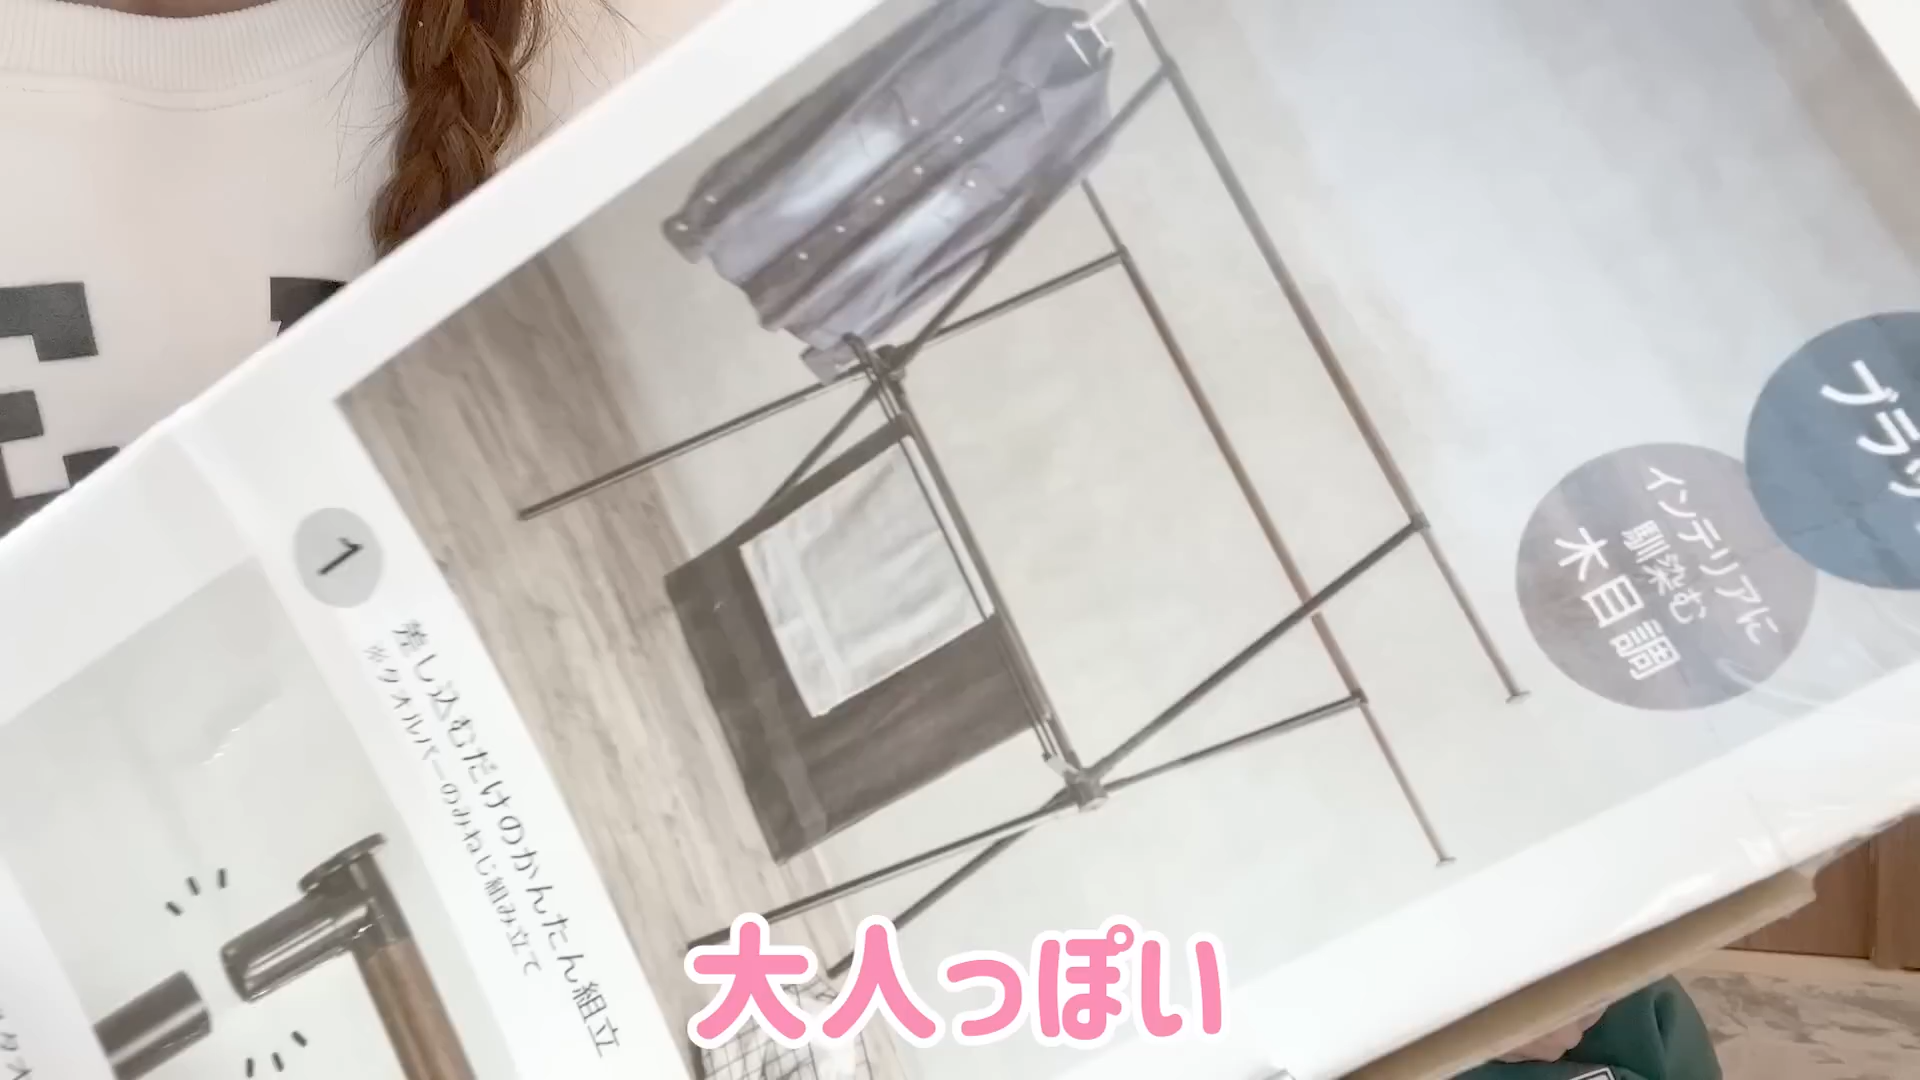 ブラッ
インテリアに
馴染む
木目調
1
差し込むだけのかんたん組立
※タオルバーのみねじ組み立て
大人っぽい